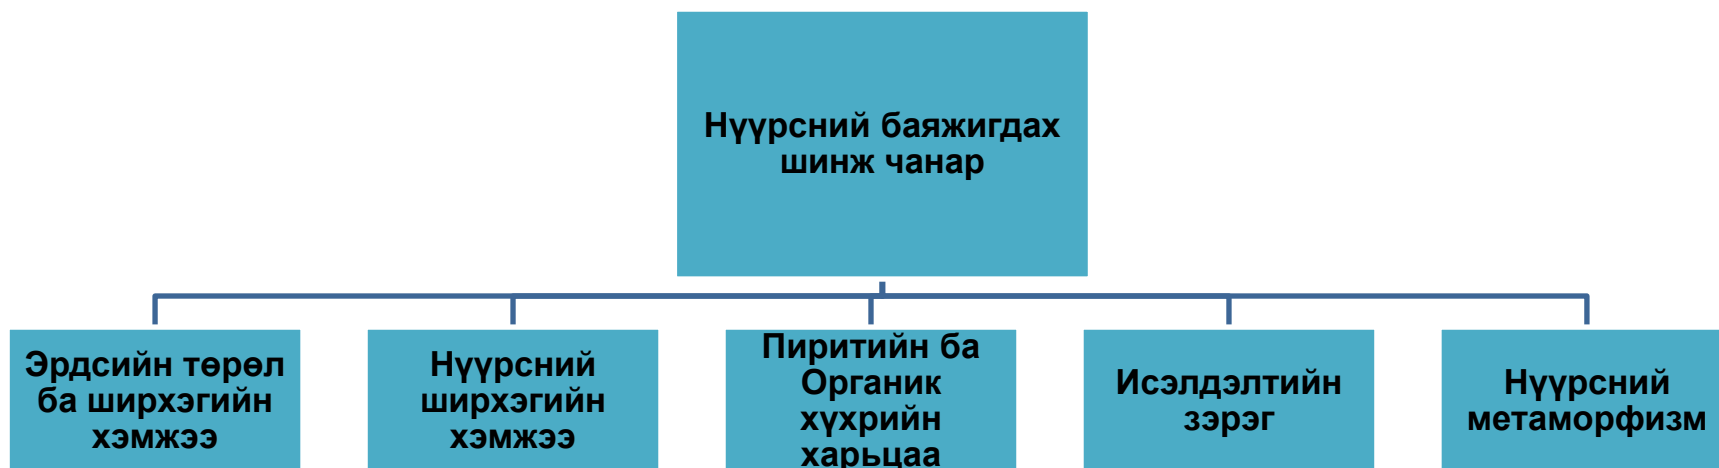 Нүүрсний баяжигдах
шинж чанар
Эрдсийн төрөл
ба ширхэгийн
хэмжээ
Нүүрсний
ширхэгийн
хэмжээ
Пиритийн ба
Органик
хүхрийн
харьцаа
Исэлдэлтийн
зэрэг
Нүүрсний
метаморфизм